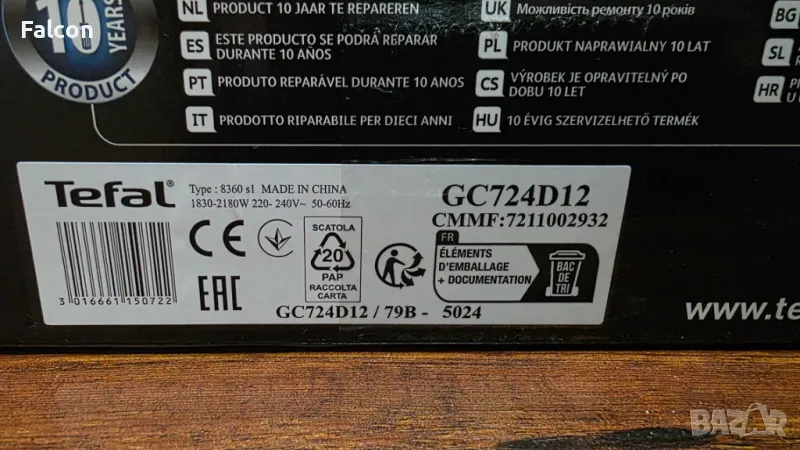 Falcon
10
YEARS
PRODUCT
NL PRODUCT 10 JAAR TE REPAREREN
ES ESTE PRODUCTO SE PODRÁ REPARAR
DURANTE 10 AÑOS
PT PRODUTO REPARÁVEL DURANTE 10 ANOS
IT PRODOTTO RIPARABILE PER DIECI ANNI
UK Можливість ремонту 10 років
PL PRODUKT NAPRAWIALNY 10 LAT
CS VÝROBEK JE OPRAVITELNÝ PO
DOBU 10 LET
HU 10 ÉVIG SZERVIZELHETŐ TERMÉK
BG
SL
HR
Tefal
Type : 8360 s1 MADE IN CHINA
1830-2180W 220- 240V~ 50-60Hz
GC724D12
CMMF:7211002932
CE
EAC
SCATOLA
20
PAP
RACCOLTA
CARTA
FR
ÉLÉMENTS
D'EMBALLAGE
+ DOCUMENTATION
BAC
DE
TRI
3 016661 150722
GC724D12 / 79B - 5024
www.te
BAZAR